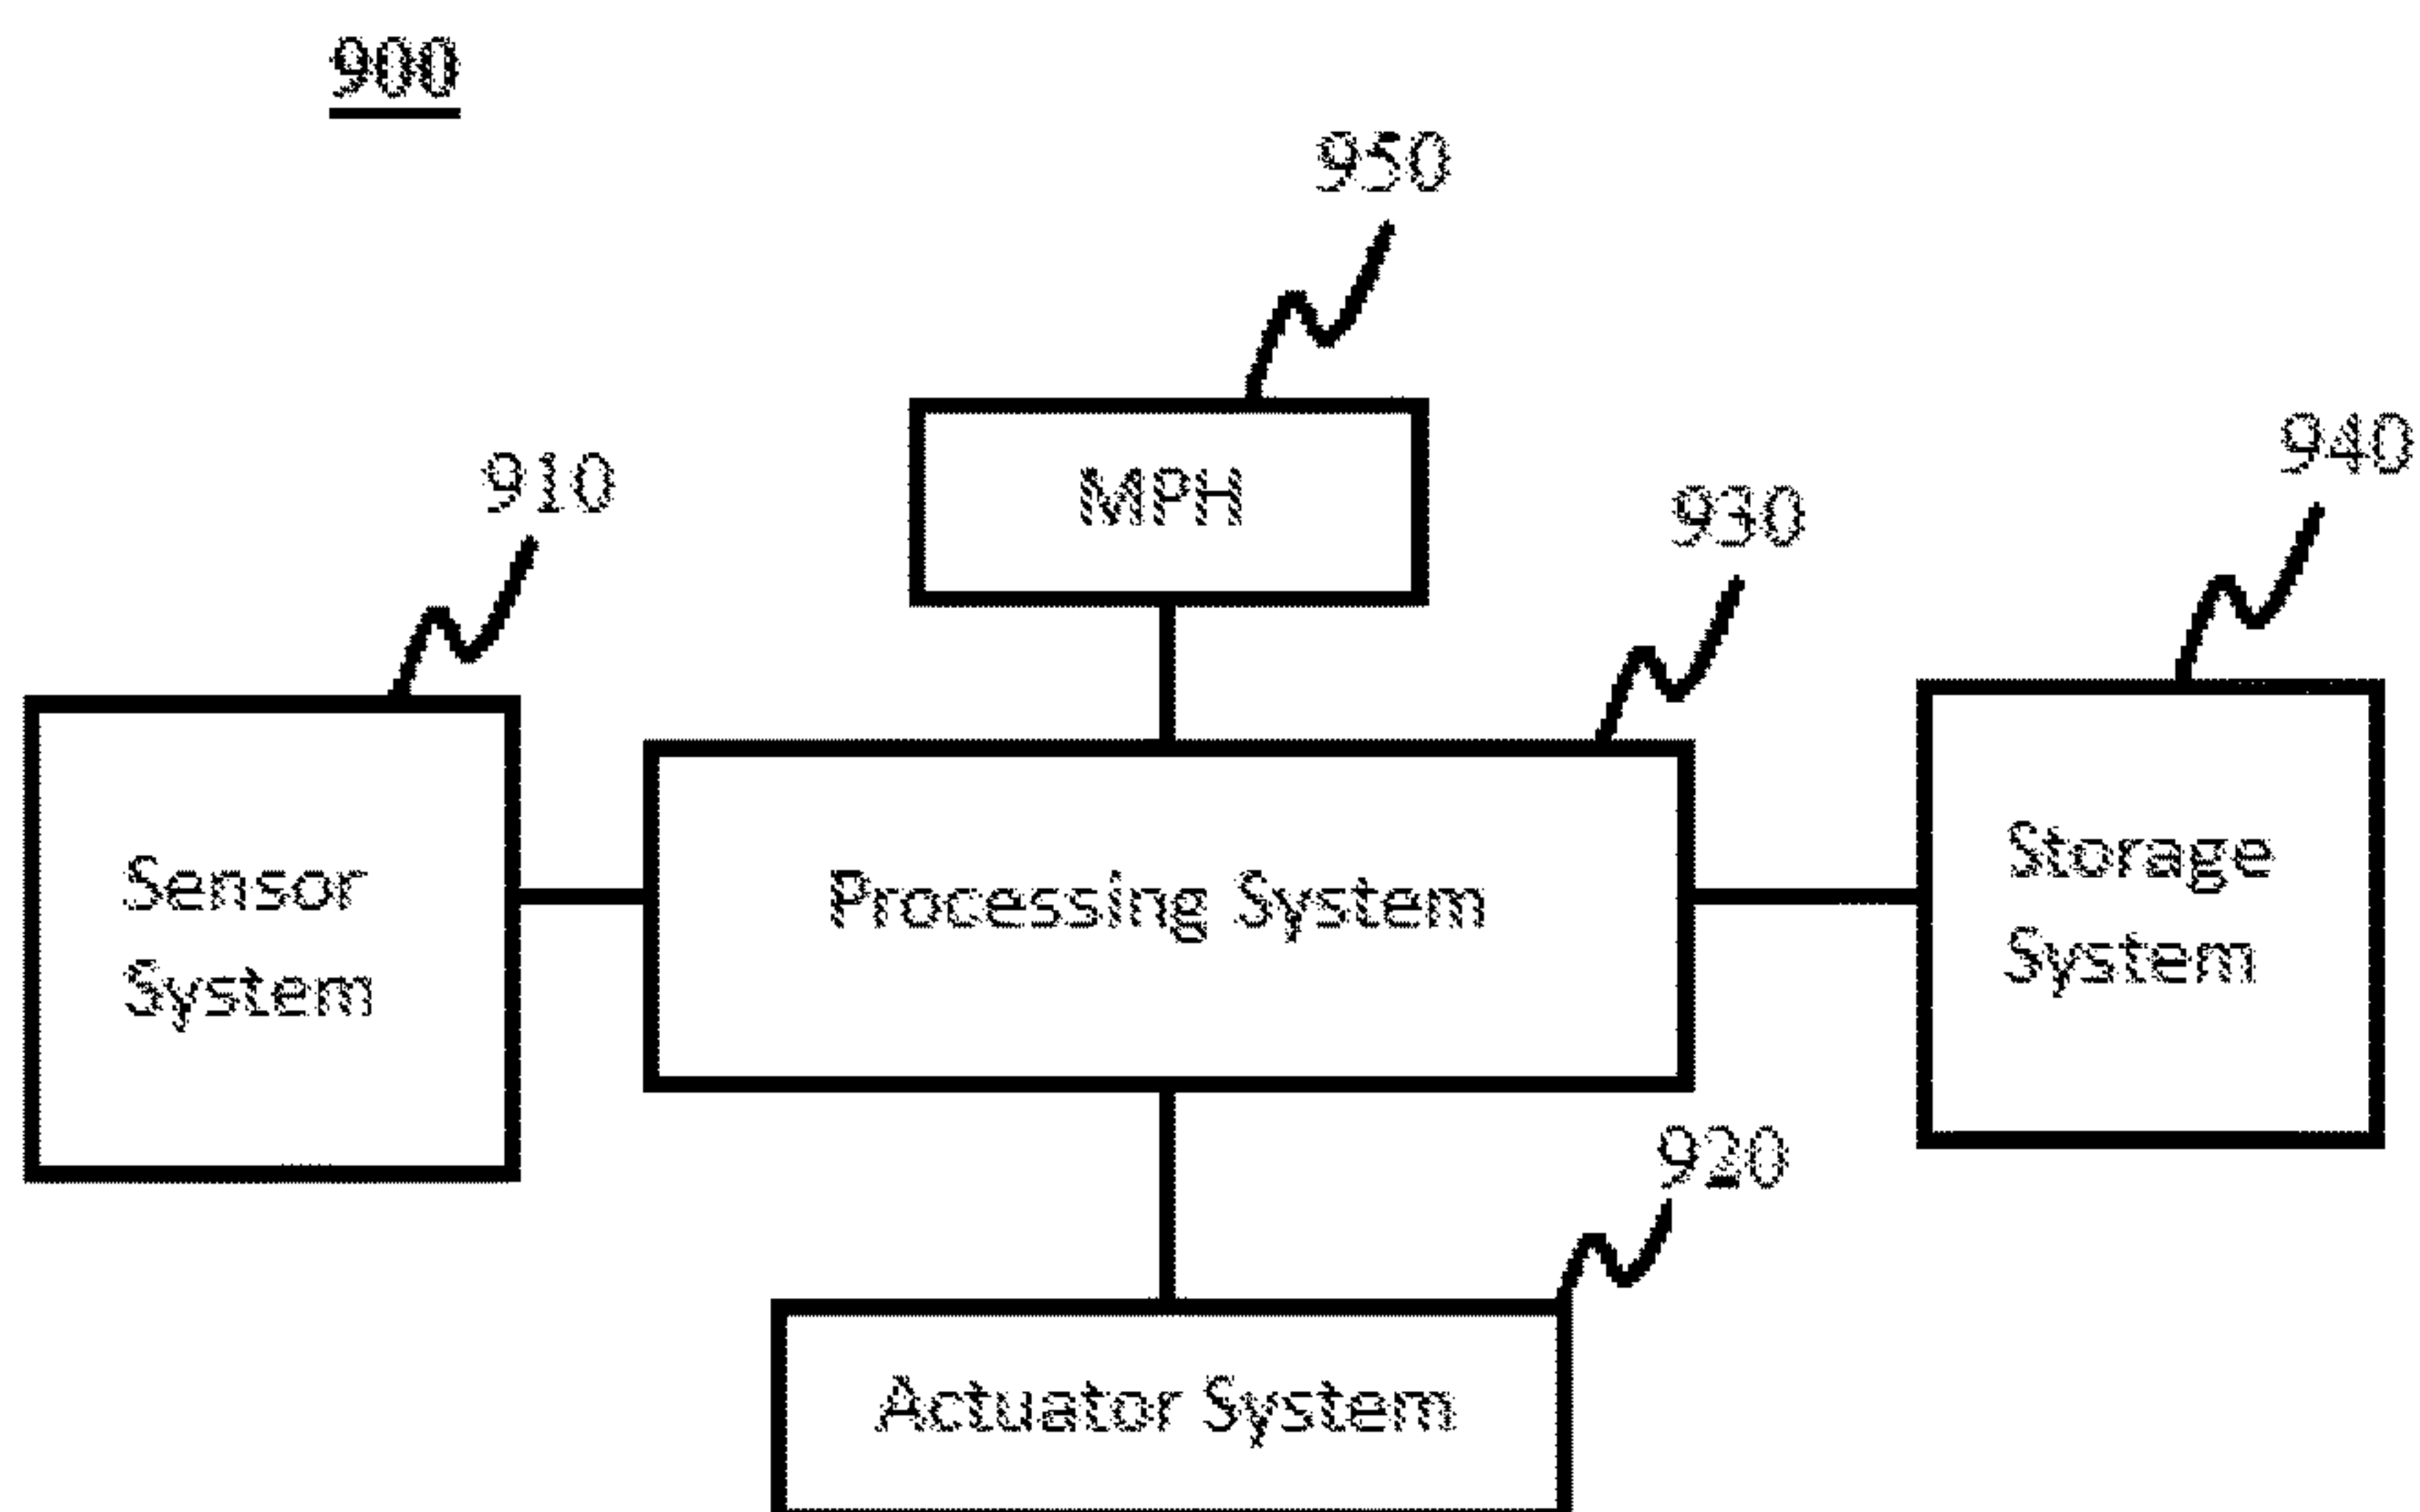 900
950
MPH
910
940
930
Sensor
System
Processing System
Storage
System
920
Actuator System